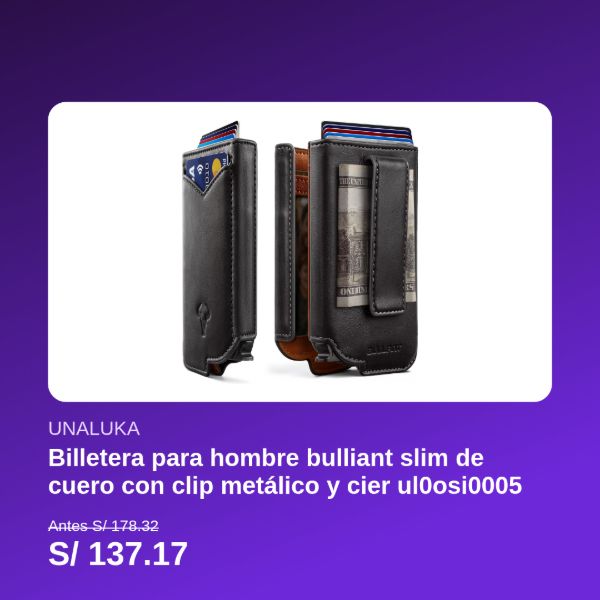 UNALUKA
Billetera para hombre bulliant slim de
cuero con clip metálico y cier ul0osi0005
Antes S/ 178.32
S/ 137.17